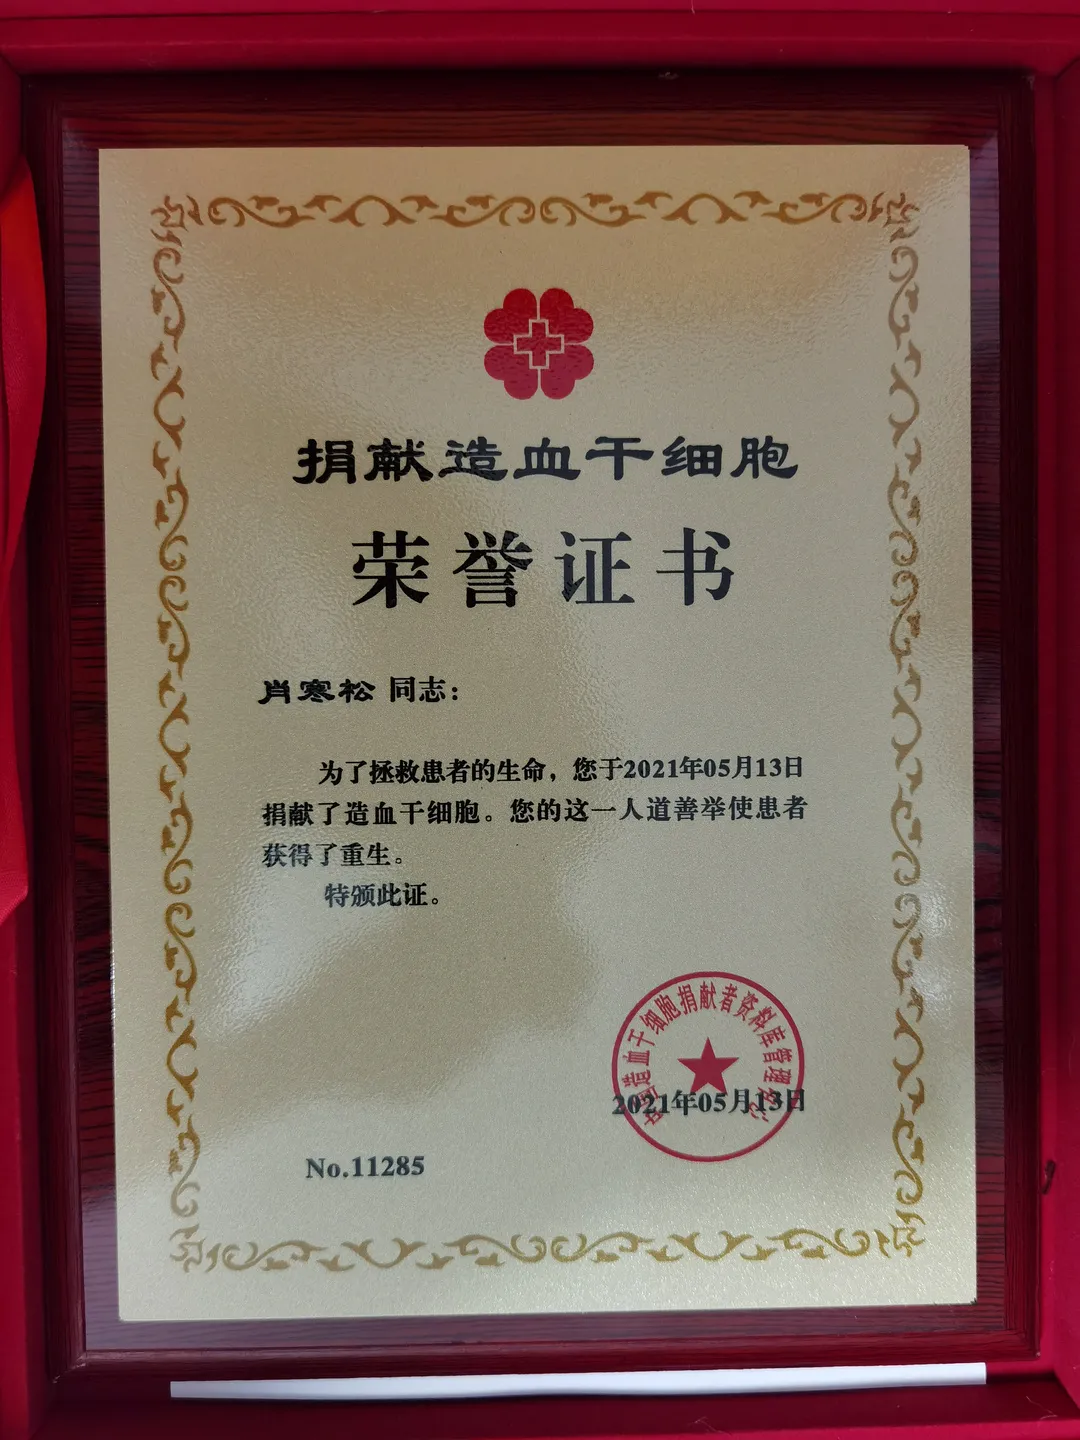 捐献造血干细胞
荣誉证书
肖寒松 同志：
为了拯救患者的生命，您于2021年05月13日
捐献了造血干细胞。您的这一人道善举使患者
获得了重生。
特颁此证。
中国造血干细胞捐献者资料库管理中心
2021年05月13日
No.11285